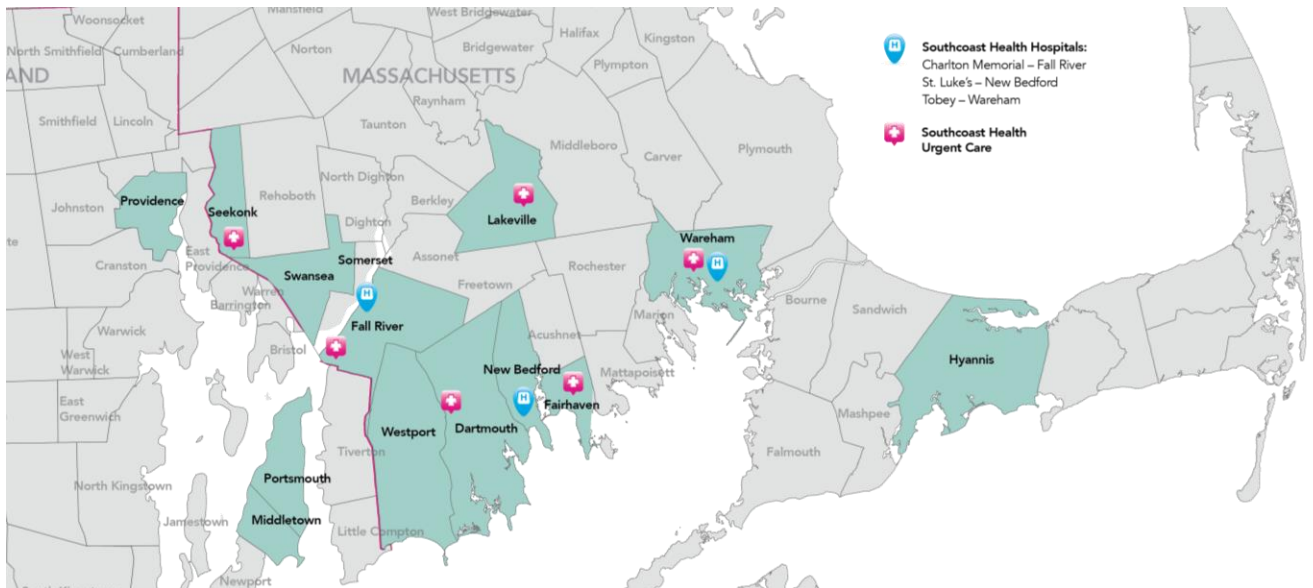 Woonsocket
Mansfield
West Bridgewater
Halifax
Kingston
North Smithfield
Cumberland
Norton
Bridgewater
Plympton
AND
MASSACHUSETTS
Raynham
Smithfield
Lincoln
Taunton
Middleboro
Carver
Plymouth
Southcoast Health Hospitals:
Charlton Memorial – Fall River
St. Luke's – New Bedford
Tobey – Wareham
Southcoast Health
Urgent Care
North Dighton
Providence
Rehoboth
Berkley
Johnston
Seekonk
Dighton
Lakeville
Wareham
te
East
Providence
Cranston
Somerset
Assonet
Rochester
Swansea
Freetown
Warren
Barrington
Bourne
Sandwich
Marion
Fall River
Warwick
Acushnet
Bristol
West
Warwick
Hyannis
New Bedford
Mattapoisett
East
Greenwich
Fairhaven
Mashpee
Westport
Dartmouth
Tiverton
Falmouth
Portsmouth
North Kingstown
Jamestown
Middletown
Little Compton
Newport